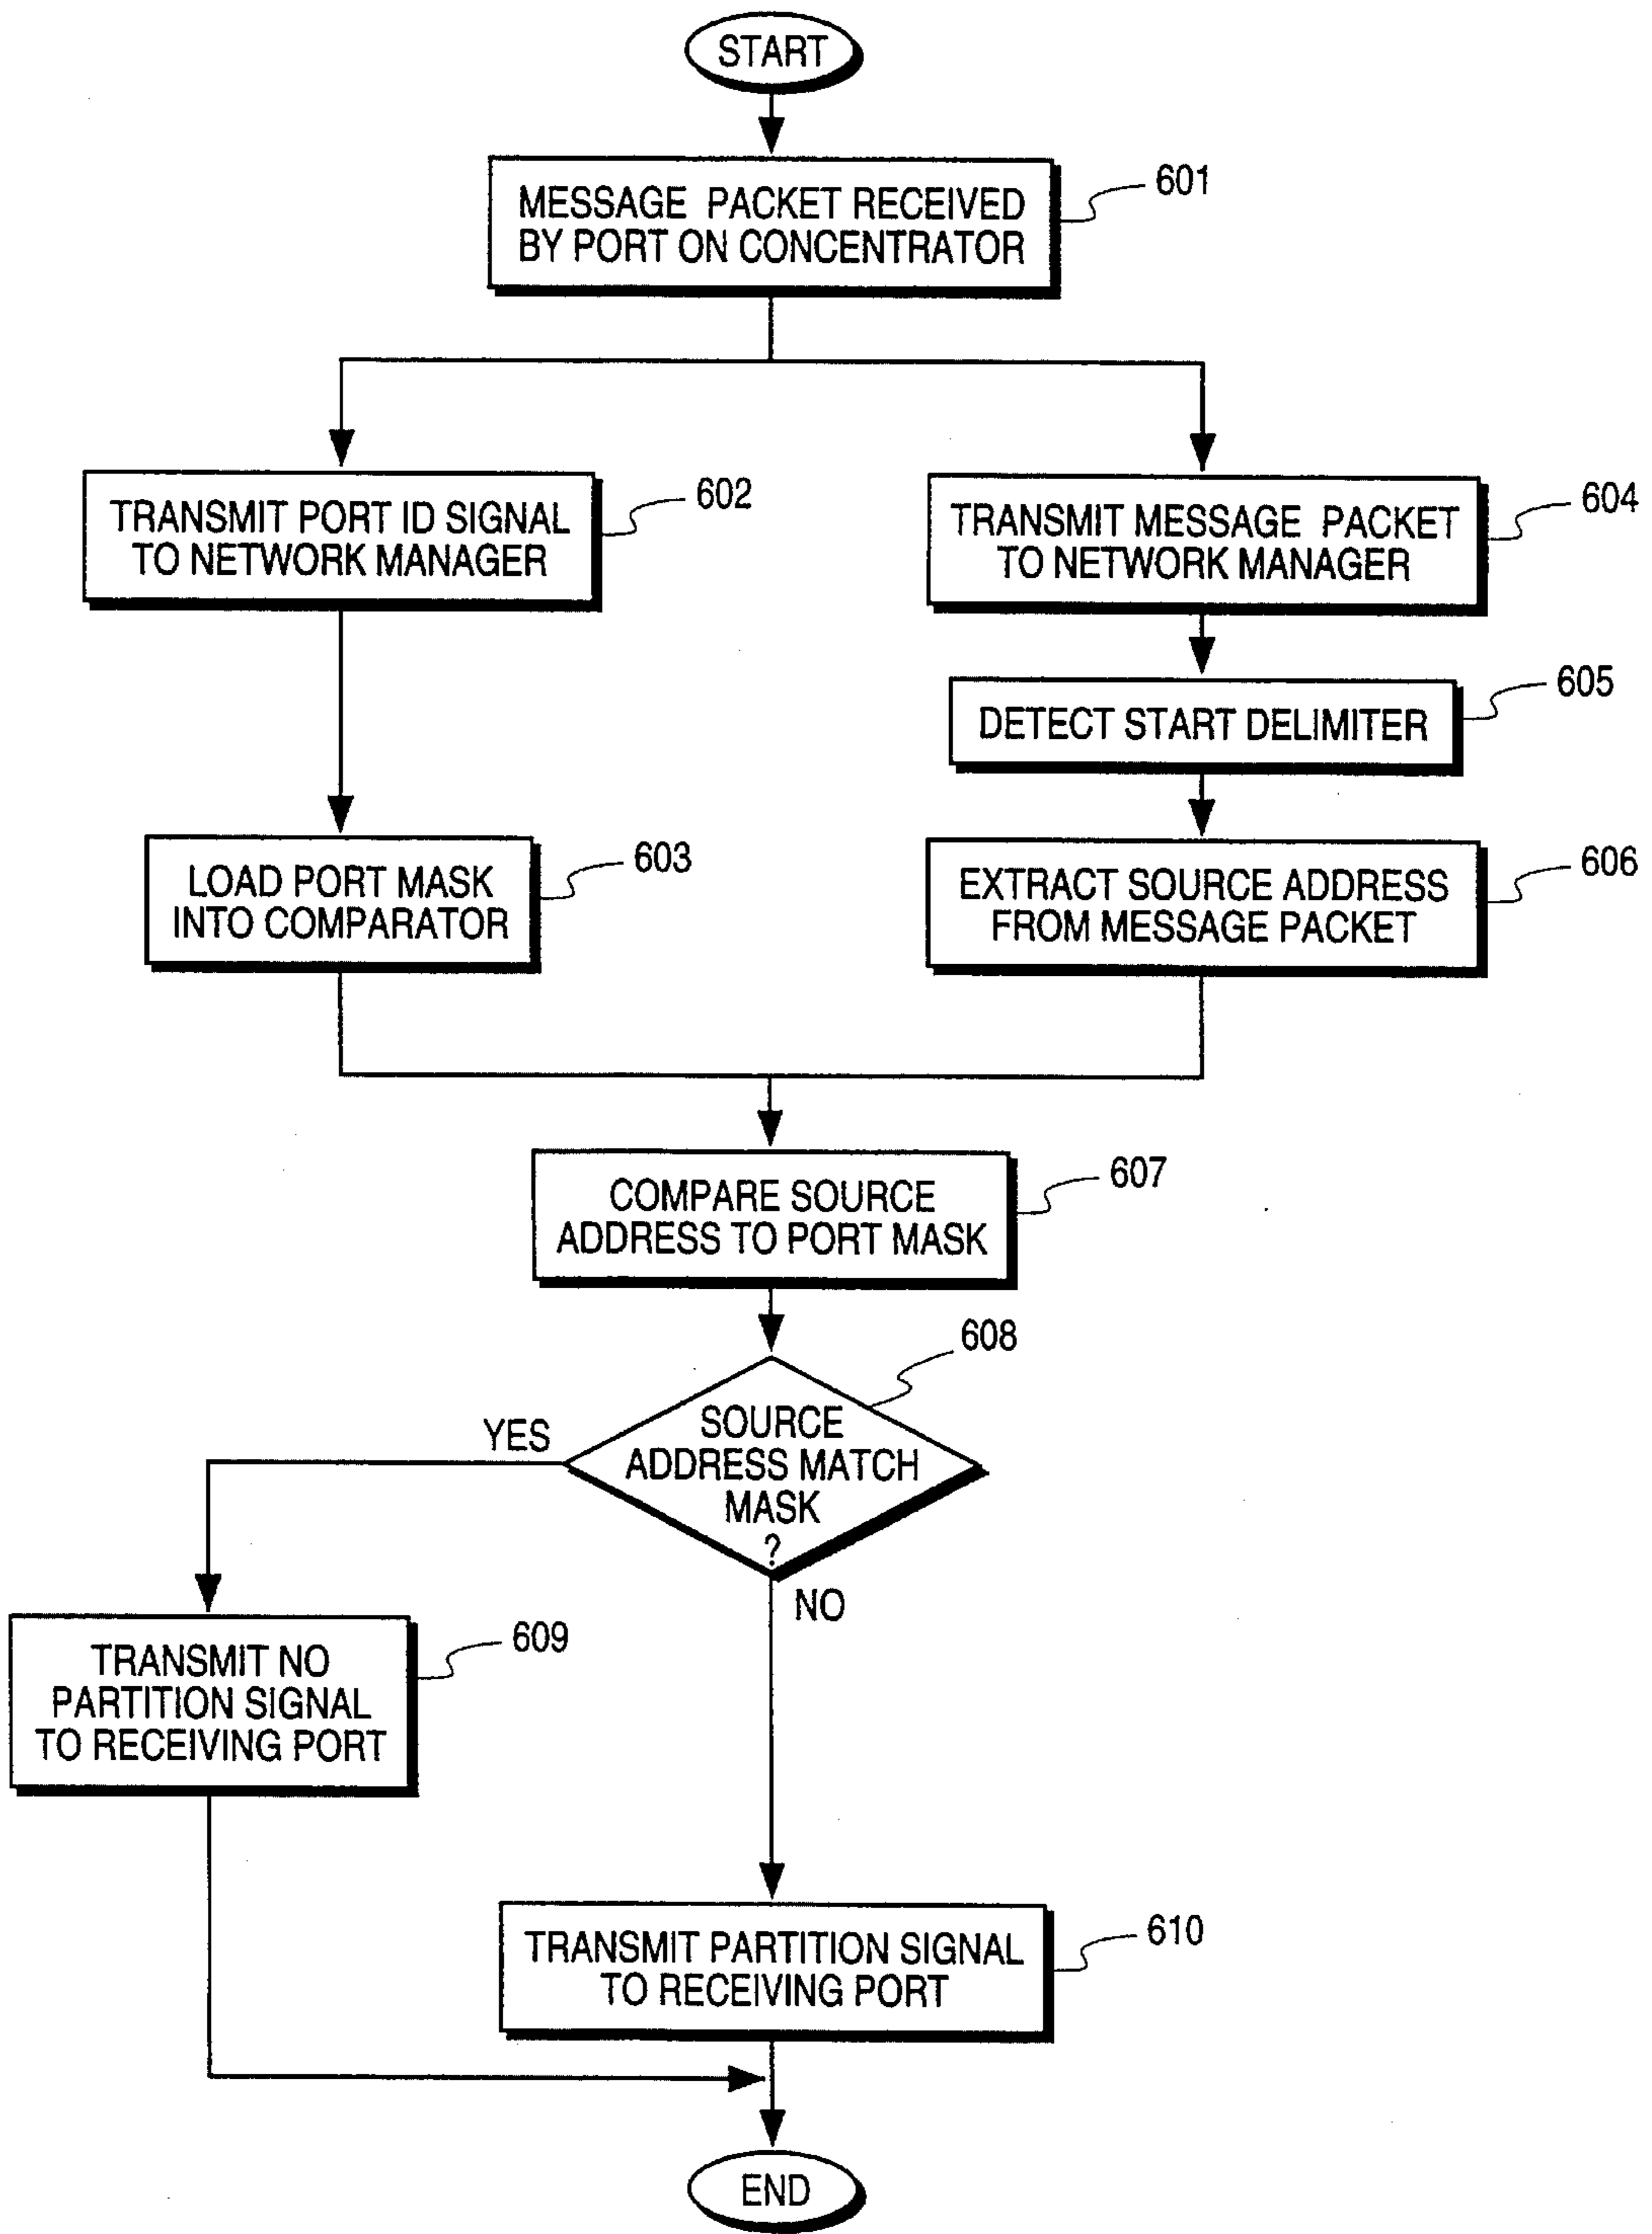 START
MESSAGE PACKET RECEIVED
BY PORT ON CONCENTRATOR
601
TRANSMIT PORT ID SIGNAL
TO NETWORK MANAGER
602
TRANSMIT MESSAGE PACKET
TO NETWORK MANAGER
604
DETECT START DELIMITER
605
LOAD PORT MASK
INTO COMPARATOR
603
EXTRACT SOURCE ADDRESS
FROM MESSAGE PACKET
606
COMPARE SOURCE
ADDRESS TO PORT MASK
607
608
SOURCE
ADDRESS MATCH
MASK
?
YES
NO
TRANSMIT NO
PARTITION SIGNAL
TO RECEIVING PORT
609
TRANSMIT PARTITION SIGNAL
TO RECEIVING PORT
610
END